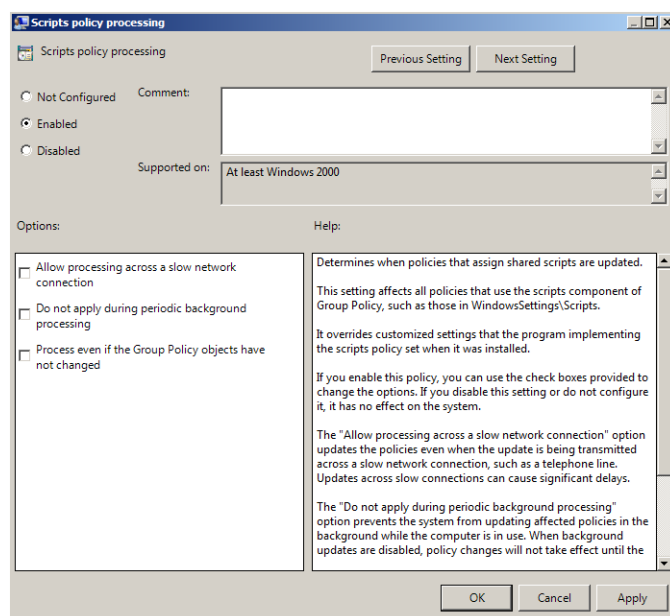 Scripts policy processing
Scripts policy processing
Previous Setting
Next Setting
Not Configured
Comment:
Enabled
Disabled
Supported on:
At least Windows 2000
Options:
Help:
Allow processing across a slow network
connection
Do not apply during periodic background
processing
Process even if the Group Policy objects have
not changed
Determines when policies that assign shared scripts are updated.
This setting affects all policies that use the scripts component of
Group Policy, such as those in WindowsSettings\Scripts.
It overrides customized settings that the program implementing
the scripts policy set when it was installed.
If you enable this policy, you can use the check boxes provided to
change the options. If you disable this setting or do not configure
it, it has no effect on the system.
The "Allow processing across a slow network connection" option
updates the policies even when the update is being transmitted
across a slow network connection, such as a telephone line.
Updates across slow connections can cause significant delays.
The "Do not apply during periodic background processing"
option prevents the system from updating affected policies in the
background while the computer is in use. When background
updates are disabled, policy changes will not take effect until the
OK
Cancel
Apply